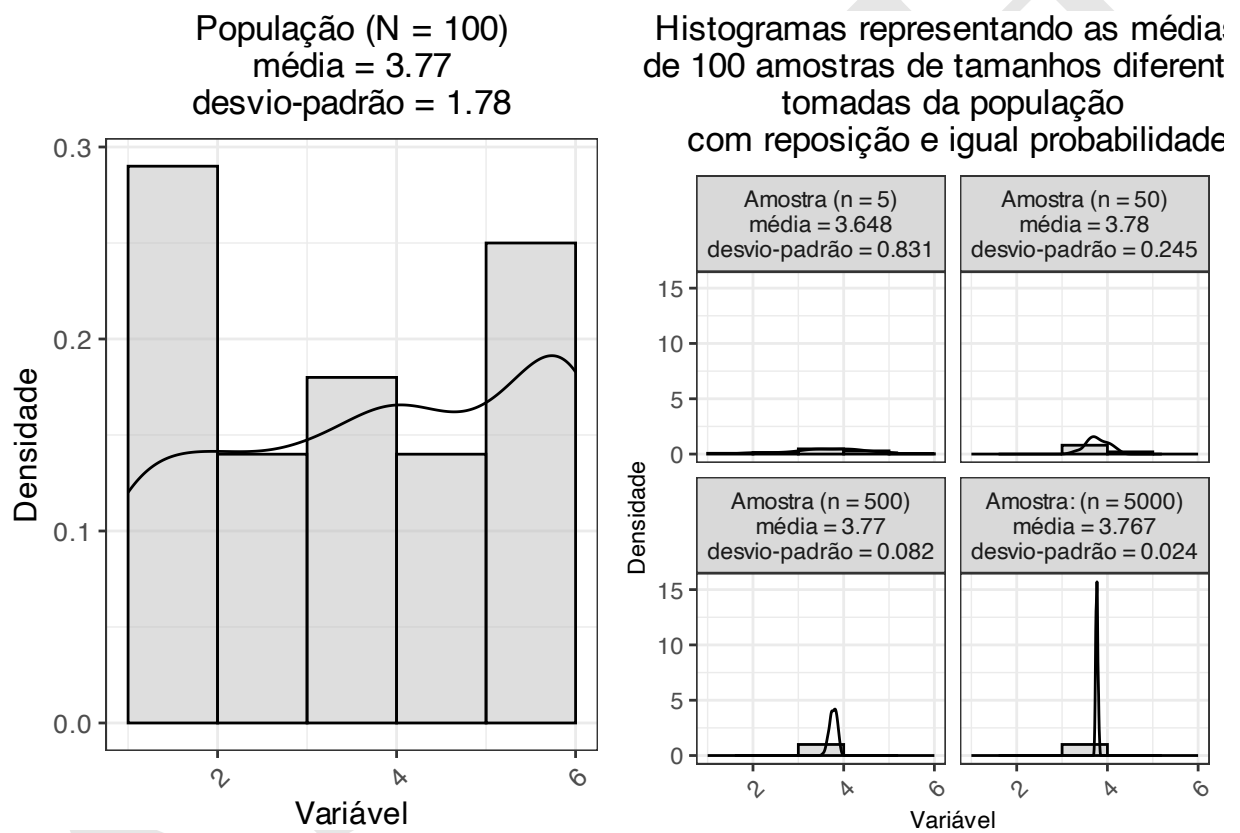 População (N = 100)
média = 3.77
desvio-padrão = 1.78
0.3
0.2
0.1
0.0
Densidade
2
4
6
Variável
Histogramas representando as média
de 100 amostras de tamanhos diferent
tomadas da população
com reposição e igual probabilidade
Amostra (n = 5)
média = 3.648
desvio-padrão = 0.831
Amostra (n = 50)
média = 3.78
desvio-padrão = 0.245
15
10
5
0
Densidade
Amostra (n = 500)
média = 3.77
desvio-padrão = 0.082
Amostra: (n = 5000)
média = 3.767
desvio-padrão = 0.024
15
10
5
0
2
4
6
2
4
6
Variável